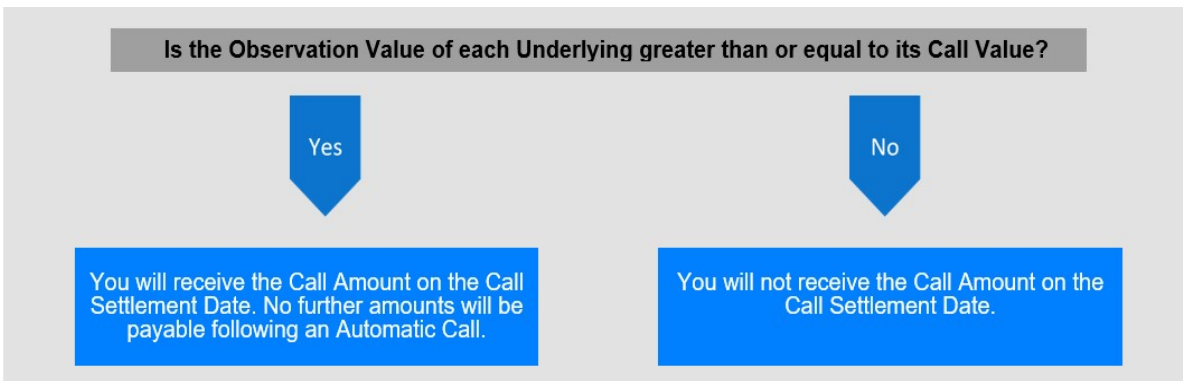 Is the Observation Value of each Underlying greater than or equal to its Call Value?
Yes
No
You will receive the Call Amount on the Call
Settlement Date. No further amounts will be
payable following an Automatic Call.
You will not receive the Call Amount on the
Call Settlement Date.